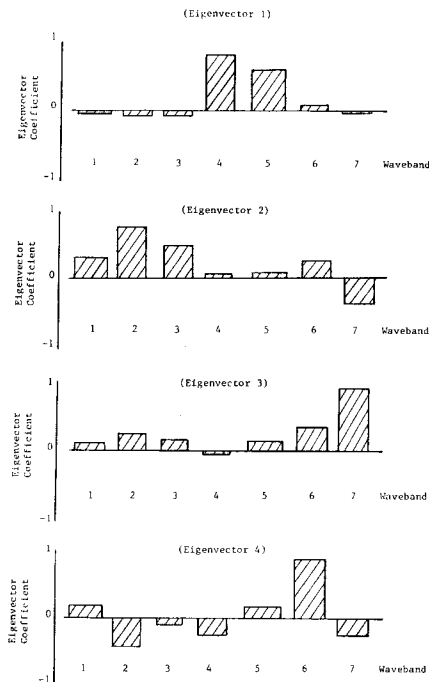 (Eigenvector 1)
1
0
-1
Eigenvector
Coefficient
1 2 3 4 5 6 7 Waveband
(Eigenvector 2)
1
0
-1
Eigenvector
Coefficient
1 2 3 4 5 6 7 Waveband
(Eigenvector 3)
1
0
-1
Eigenvector
Coefficient
1 2 3 4 5 6 7 Waveband
(Eigenvector 4)
1
0
-1
Eigenvector
Coefficient
1 2 3 4 5 6 7 Waveband